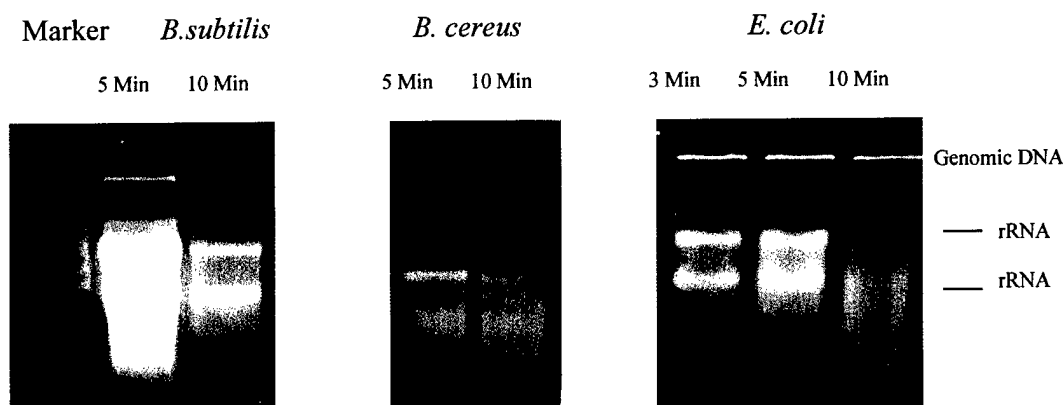 Marker B.subtilis B. cereus E. coli
5 Min 10 Min 5 Min 10 Min 3 Min 5 Min 10 Min
Genomic DNA
rRNA
rRNA